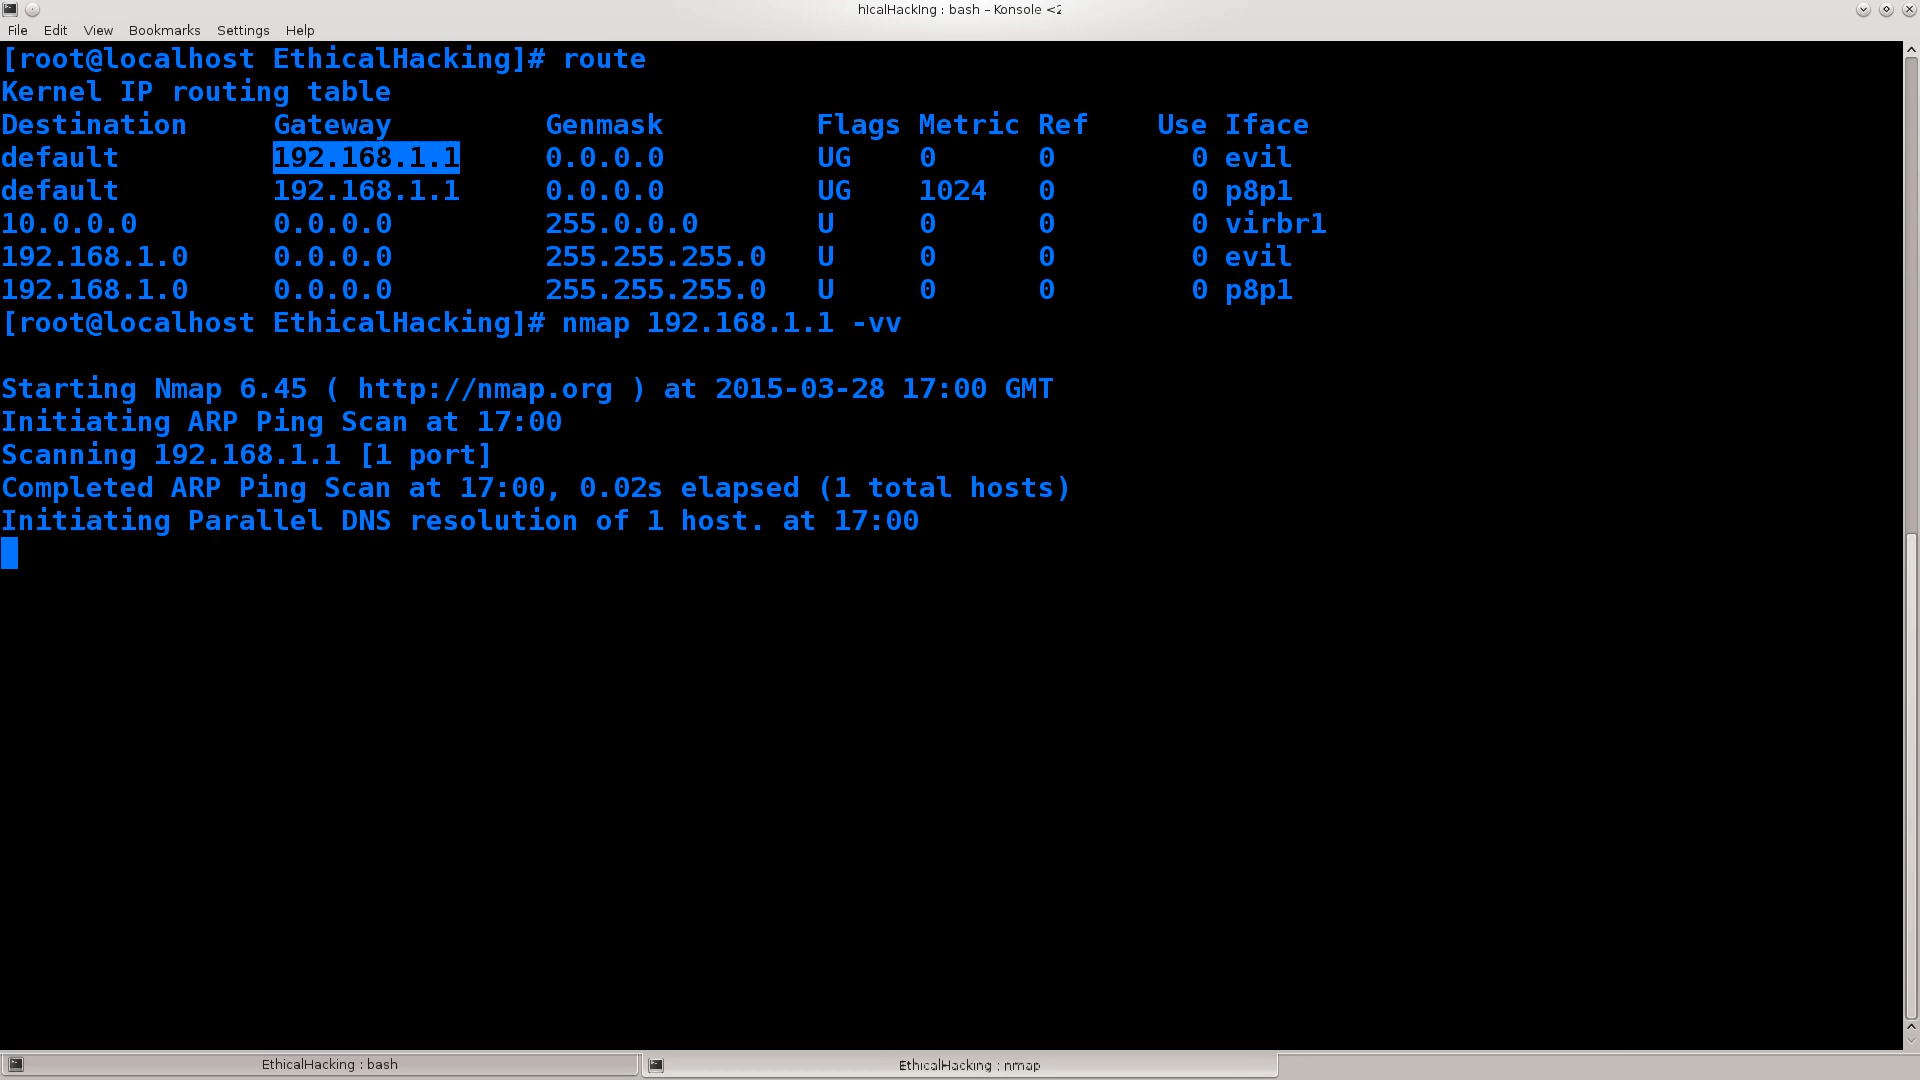 hicalHacking : bash – Konsole <2
File Edit View Bookmarks Settings Help
[root@localhost EthicalHacking]# route
Kernel IP routing table
Destination     Gateway         Genmask         Flags Metric Ref    Use Iface
default         192.168.1.1     0.0.0.0         UG    0      0        0 evil
default         192.168.1.1     0.0.0.0         UG    1024   0        0 p8p1
10.0.0.0        0.0.0.0         255.0.0.0       U     0      0        0 virbr1
192.168.1.0     0.0.0.0         255.255.255.0   U     0      0        0 evil
192.168.1.0     0.0.0.0         255.255.255.0   U     0      0        0 p8p1
[root@localhost EthicalHacking]# nmap 192.168.1.1 -vv
Starting Nmap 6.45 ( http://nmap.org ) at 2015-03-28 17:00 GMT
Initiating ARP Ping Scan at 17:00
Scanning 192.168.1.1 [1 port]
Completed ARP Ping Scan at 17:00, 0.02s elapsed (1 total hosts)
Initiating Parallel DNS resolution of 1 host. at 17:00
EthicalHacking : bash EthicalHacking : nmap